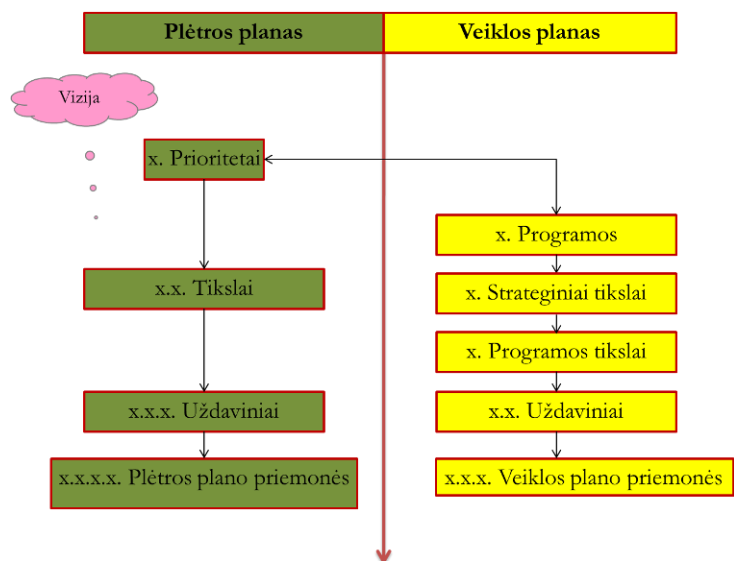 Plėtros planas
Veiklos planas
Vizija
x. Prioritetai
x. Programos
x.x. Tikslai
x. Strateginiai tikslai
x. Programos tikslai
x.x.x. Uždaviniai
x.x. Uždaviniai
x.x.x.x. Plėtros plano priemonės
x.x.x. Veiklos plano priemonės